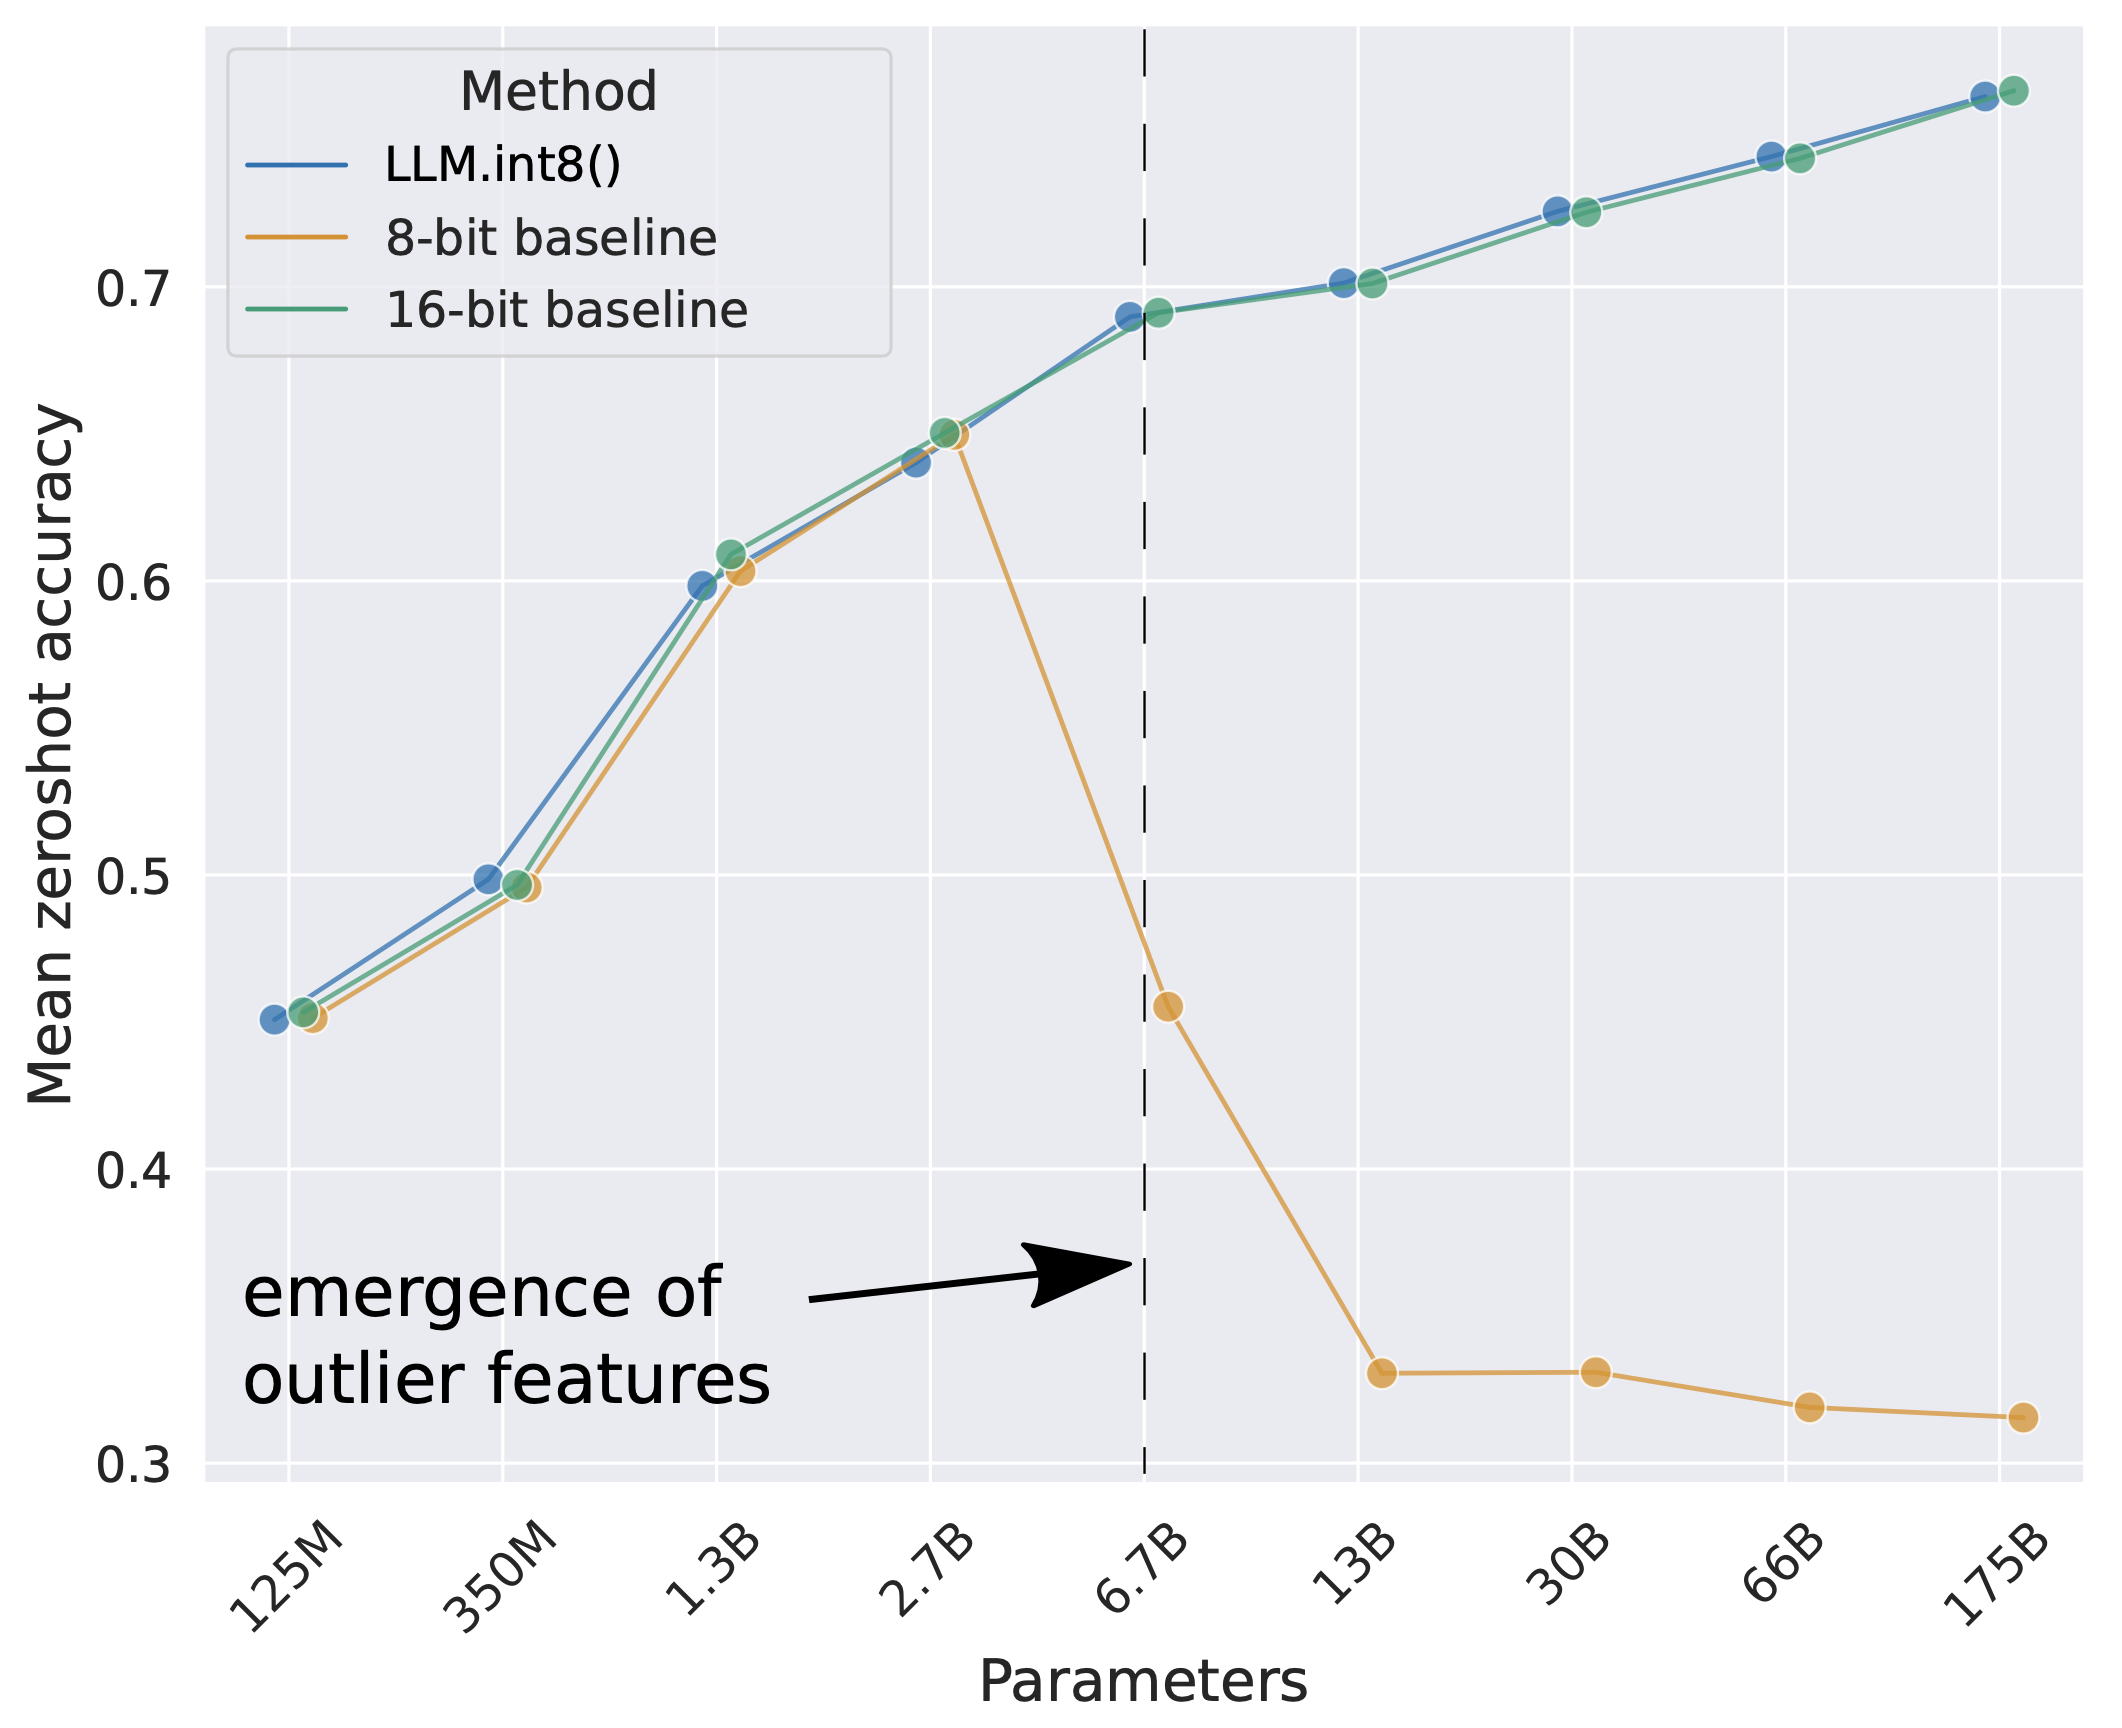 Method
LLM.int8()
8-bit baseline
16-bit baseline
Mean zeroshot accuracy
0.7
0.6
0.5
0.4
0.3
emergence of
outlier features
125M
350M
1.3B
2.7B
6.7B
13B
30B
66B
175B
Parameters